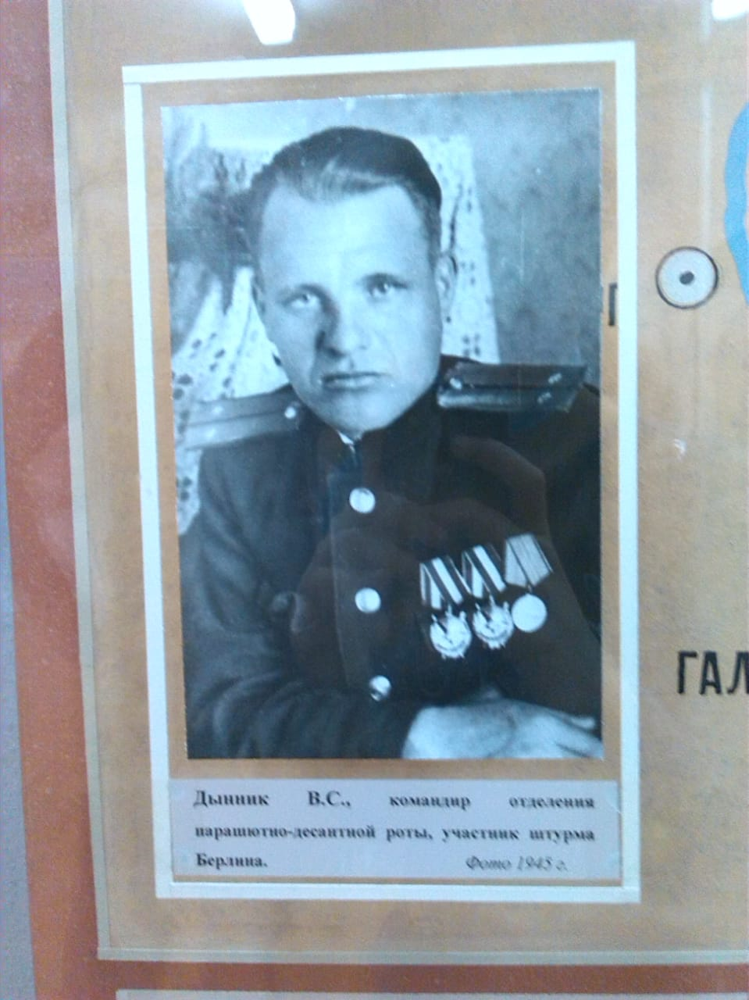 ГАЛ
Дынник В.С., командир отделения
парашютно-десантной роты, участник штурма
Берлина. Фото 1945 г.